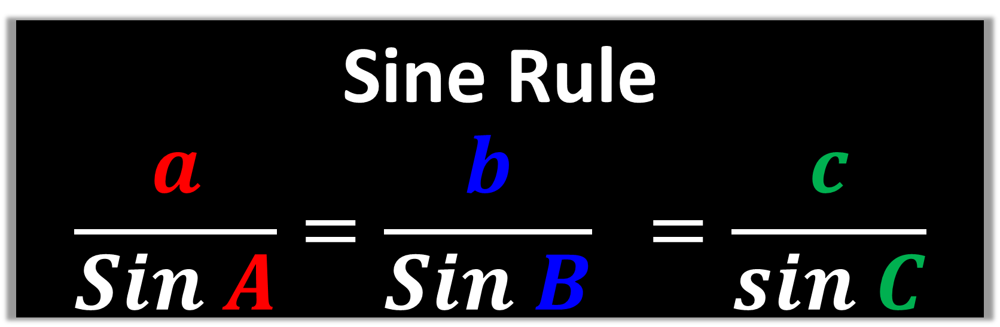 Sine Rule
a/Sin A = b/Sin B = c/sin C